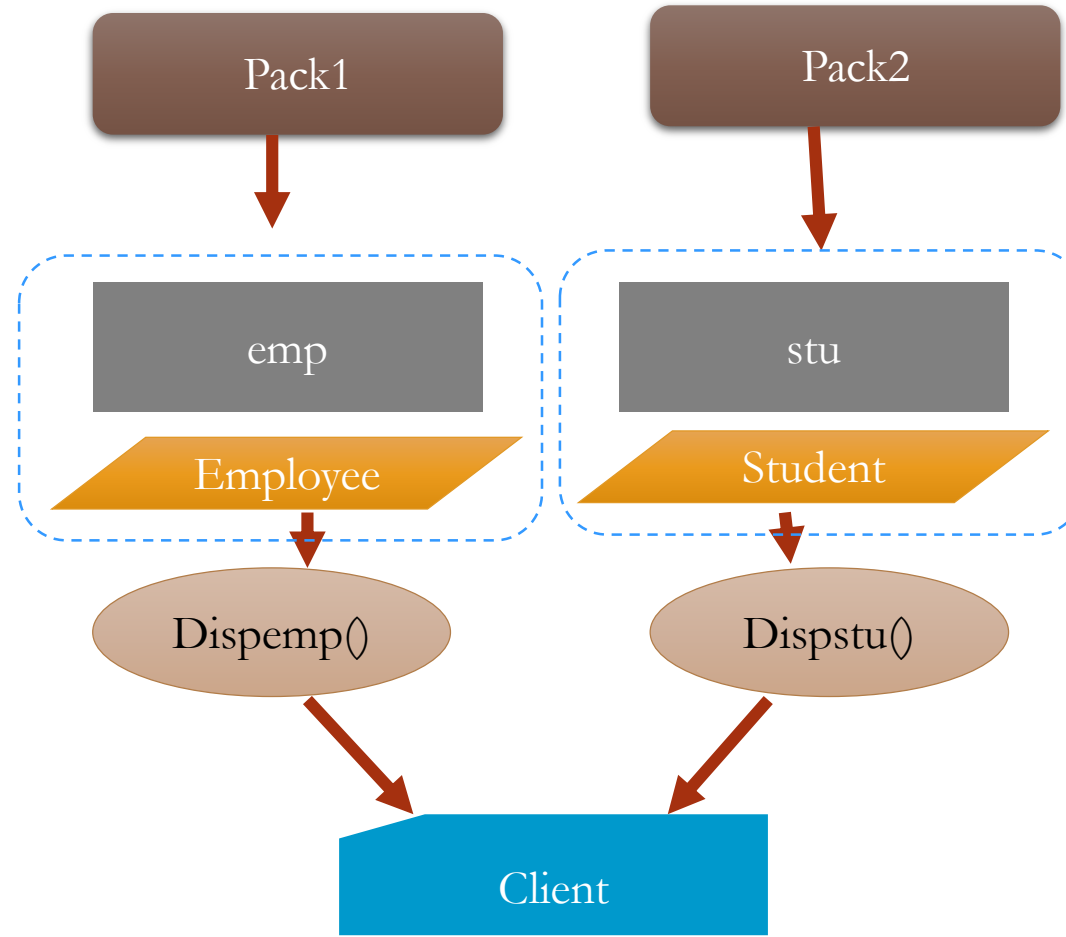 Pack1
Pack2
emp
stu
Employee
Student
Dispemp()
Dispstu()
Client